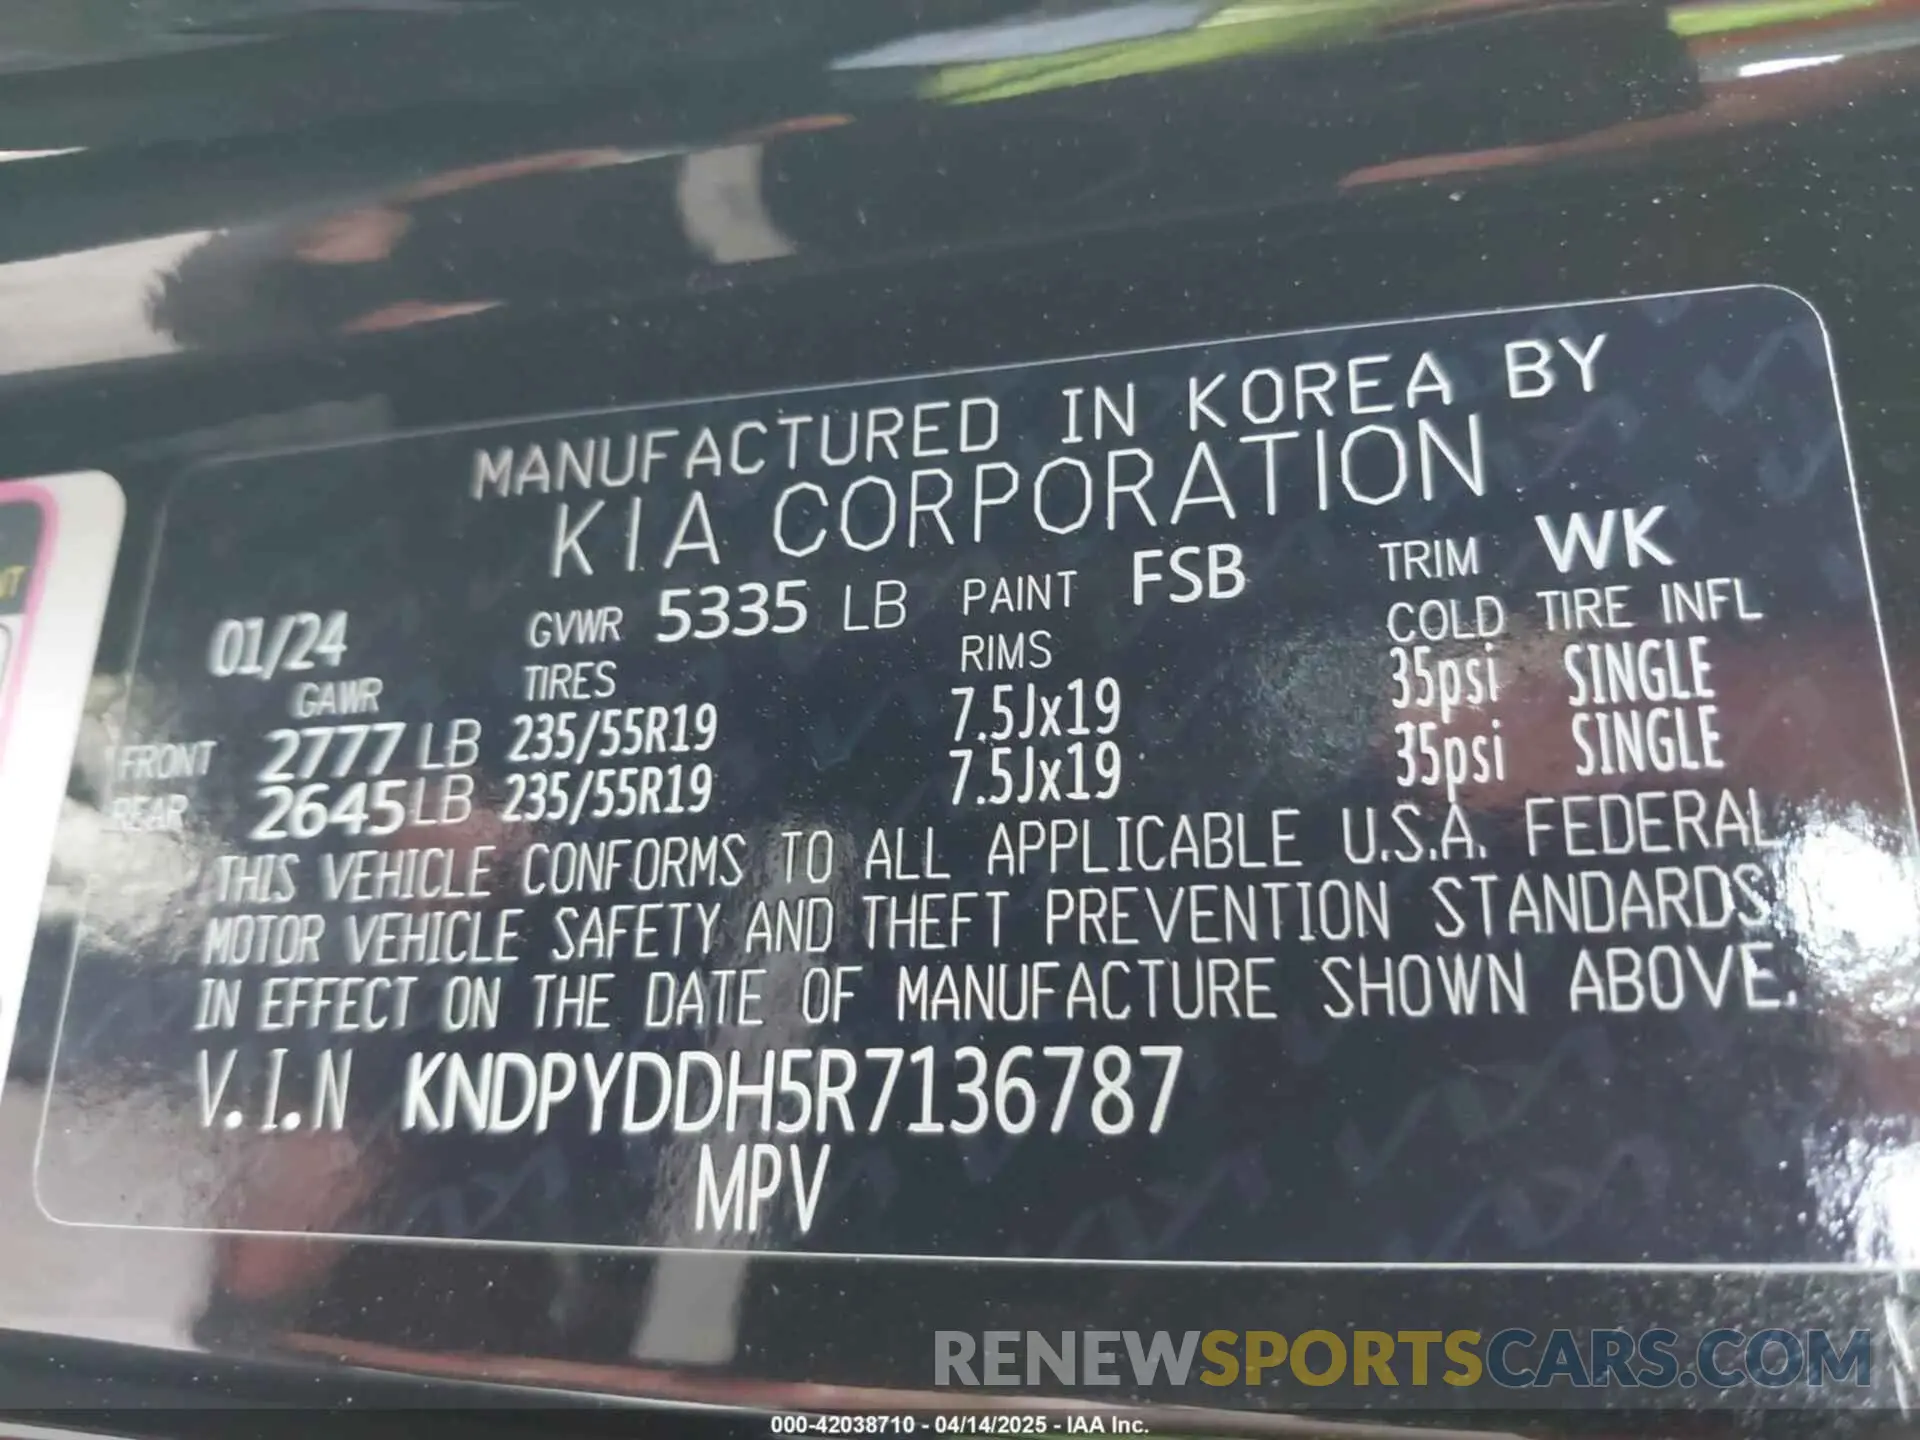 MANUFACTURED IN KOREA BY
KIA CORPORATION
01/24 GVWR 5335 LB PAINT FSB TRIM WK
GAWR TIRES RIMS COLD TIRE INFL
FRONT 2777 LB 235/55R19 7.5Jx19 35psi SINGLE
REAR 2645 LB 235/55R19 7.5Jx19 35psi SINGLE
THIS VEHICLE CONFORMS TO ALL APPLICABLE U.S.A. FEDERAL
MOTOR VEHICLE SAFETY AND THEFT PREVENTION STANDARDS
IN EFFECT ON THE DATE OF MANUFACTURE SHOWN ABOVE.
V.I.N KNDPYDDH5R7136787
MPV
RENEWSPORTSCARS.COM
000-42038710 - 04/14/2025 - IAA Inc.